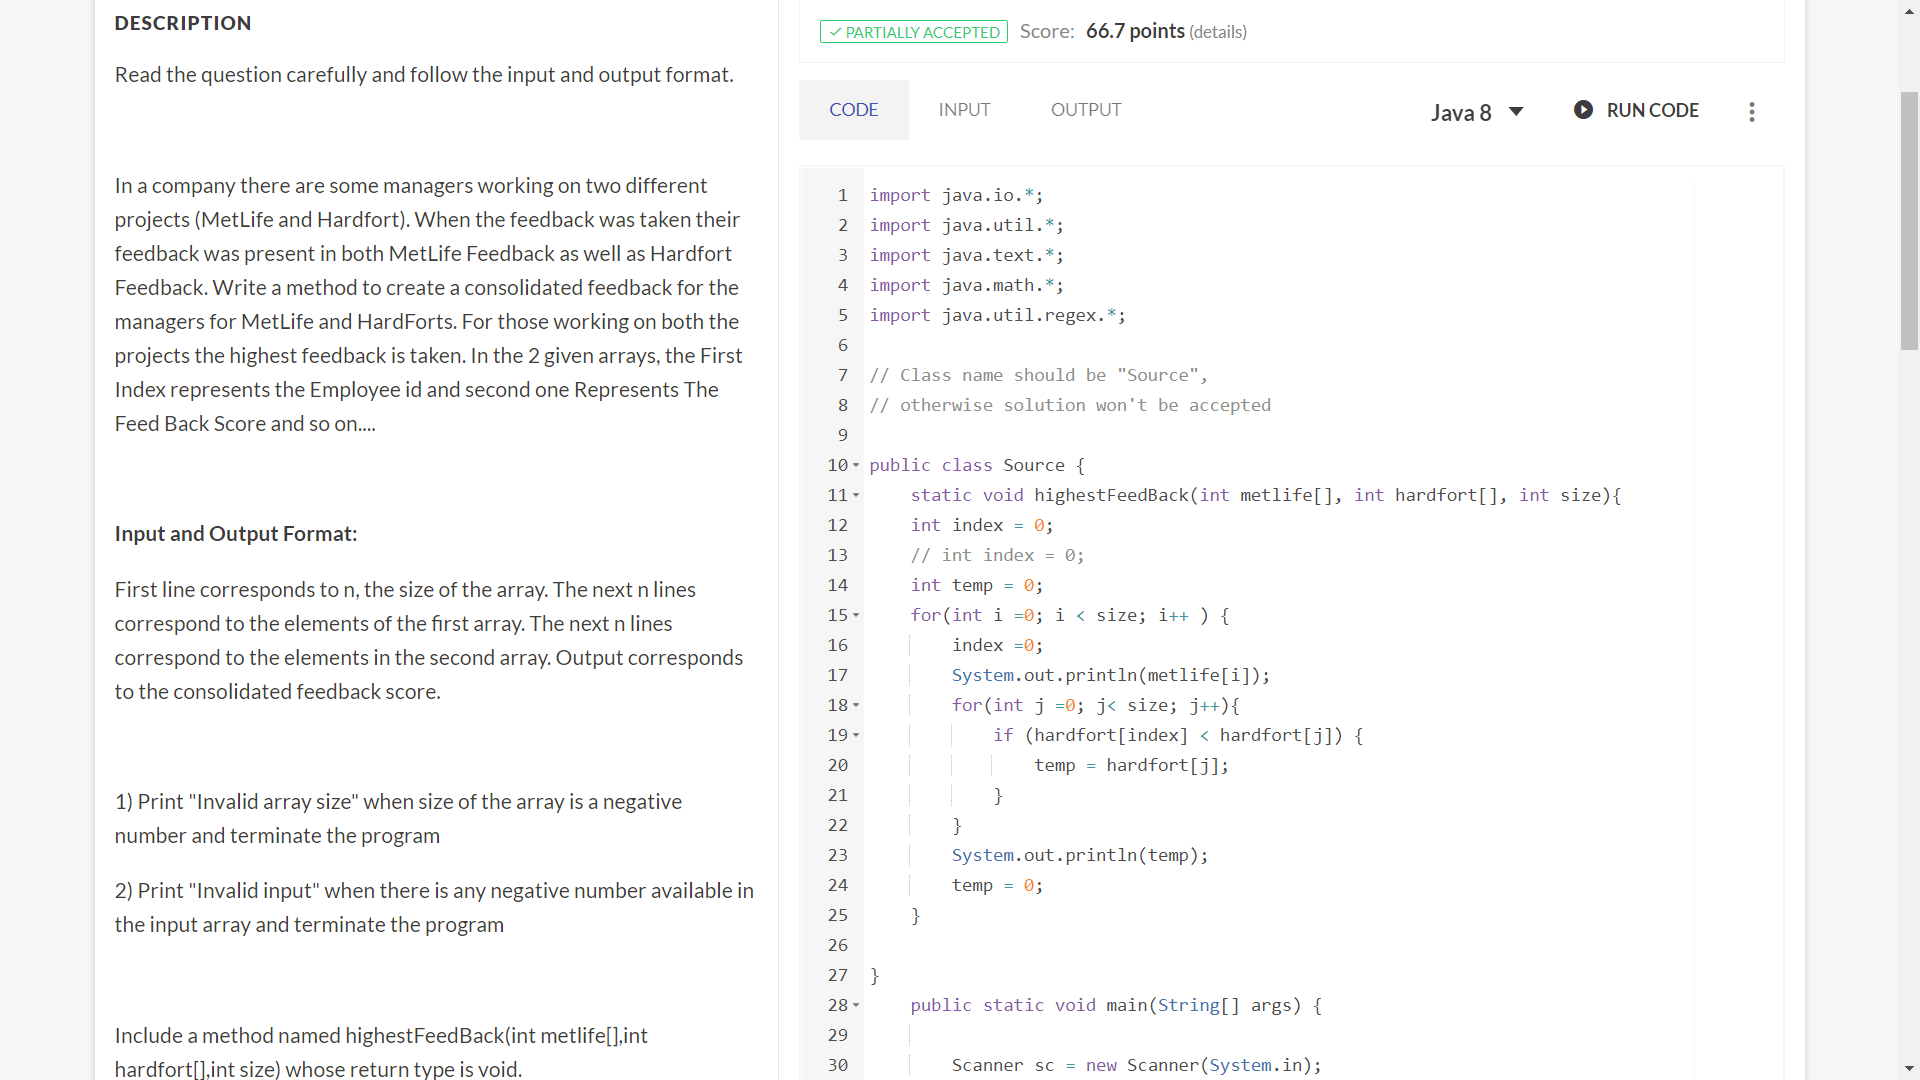 DESCRIPTION
Read the question carefully and follow the input and output format.
In a company there are some managers working on two different
projects (MetLife and Hardfort). When the feedback was taken their
feedback was present in both MetLife Feedback as well as Hardfort
Feedback. Write a method to create a consolidated feedback for the
managers for MetLife and HardForts. For those working on both the
projects the highest feedback is taken. In the 2 given arrays, the First
Index represents the Employee id and second one Represents The
Feed Back Score and so on....
Input and Output Format:
First line corresponds to n, the size of the array. The next n lines
correspond to the elements of the first array. The next n lines
correspond to the elements in the second array. Output corresponds
to the consolidated feedback score.
1) Print "Invalid array size" when size of the array is a negative
number and terminate the program
2) Print "Invalid input" when there is any negative number available in
the input array and terminate the program
Include a method named highestFeedBack(int metlife[],int
hardfort[],int size) whose return type is void.
✓ PARTIALLY ACCEPTED Score: 66.7 points (details)
CODE INPUT OUTPUT Java 8 RUN CODE
1 import java.io.*;
2 import java.util.*;
3 import java.text.*;
4 import java.math.*;
5 import java.util.regex.*;
6
7 // Class name should be "Source",
8 // otherwise solution won't be accepted
9
10 public class Source {
11 static void highestFeedBack(int metlife[], int hardfort[], int size){
12 int index = 0;
13 // int index = 0;
14 int temp = 0;
15 for(int i =0; i < size; i++ ) {
16 index =0;
17 System.out.println(metlife[i]);
18 for(int j =0; j< size; j++){
19 if (hardfort[index] < hardfort[j]) {
20 temp = hardfort[j];
21 }
22 }
23 System.out.println(temp);
24 temp = 0;
25 }
26
27 }
28 public static void main(String[] args) {
29
30 Scanner sc = new Scanner(System.in);